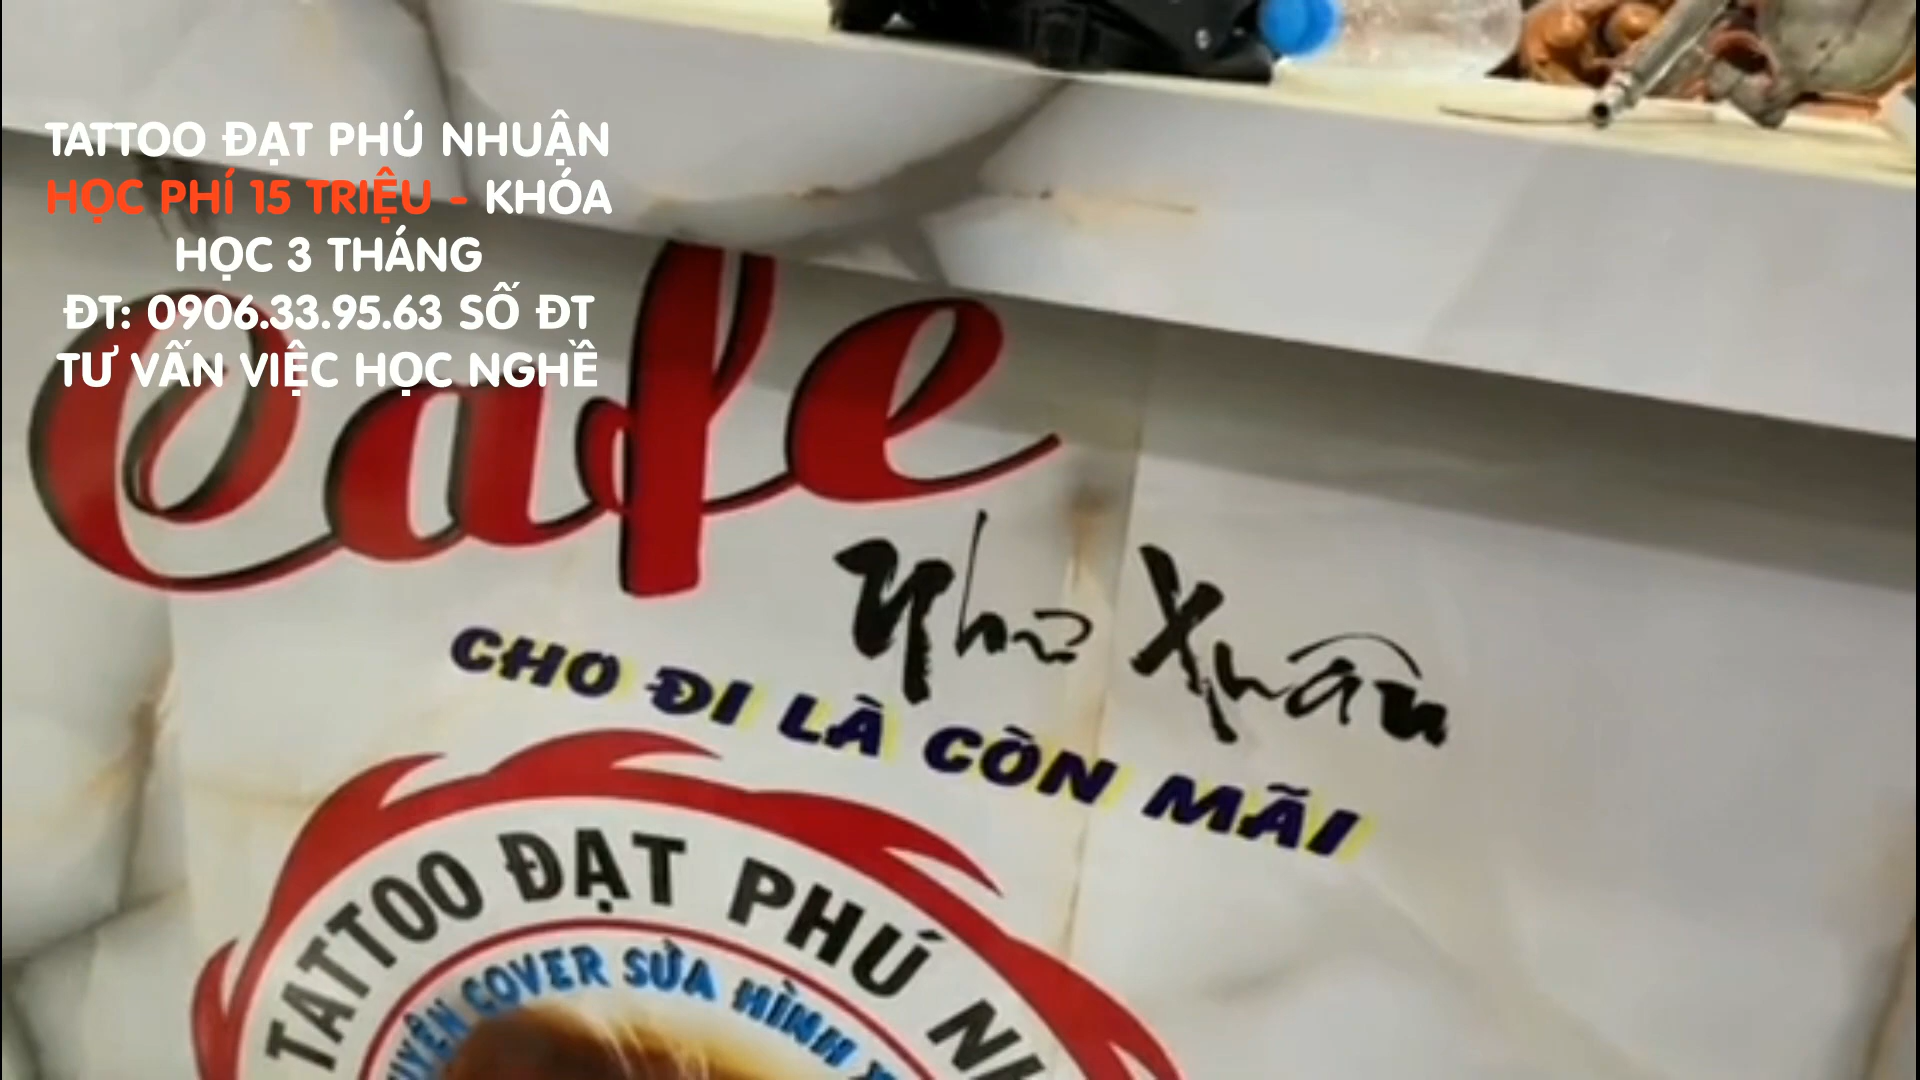 TATTOO ĐẠT PHÚ NHUẬN
HỌC PHÍ 15 TRIỆU - KHÓA
HỌC 3 THÁNG
ĐT: 0906.33.95.63 SỐ ĐT
TƯ VẤN VIỆC HỌC NGHỀ
Cafe
Như Xuân
CHO ĐI LÀ CÒN MÃI
TATTOO ĐẠT PHÚ
COVER SỬA HÌNH